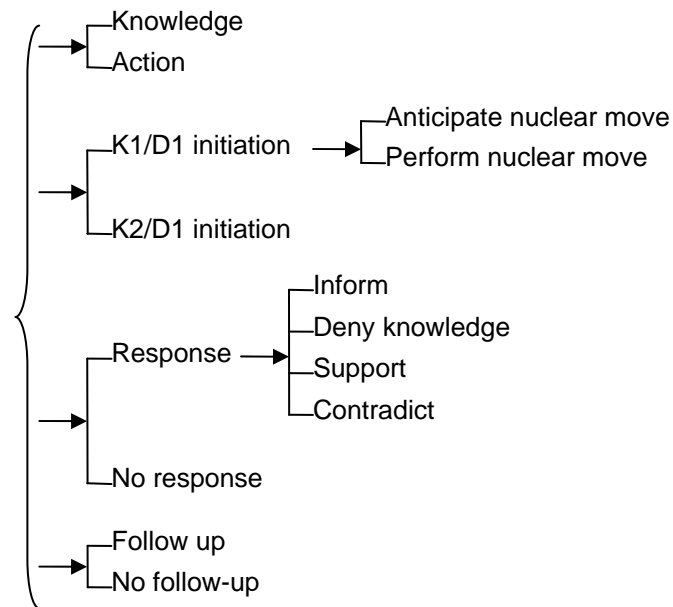 Knowledge
Action
Anticipate nuclear move
K1/D1 initiation
Perform nuclear move
K2/D1 initiation
Inform
Deny knowledge
Response
Support
Contradict
No response
Follow up
No follow-up